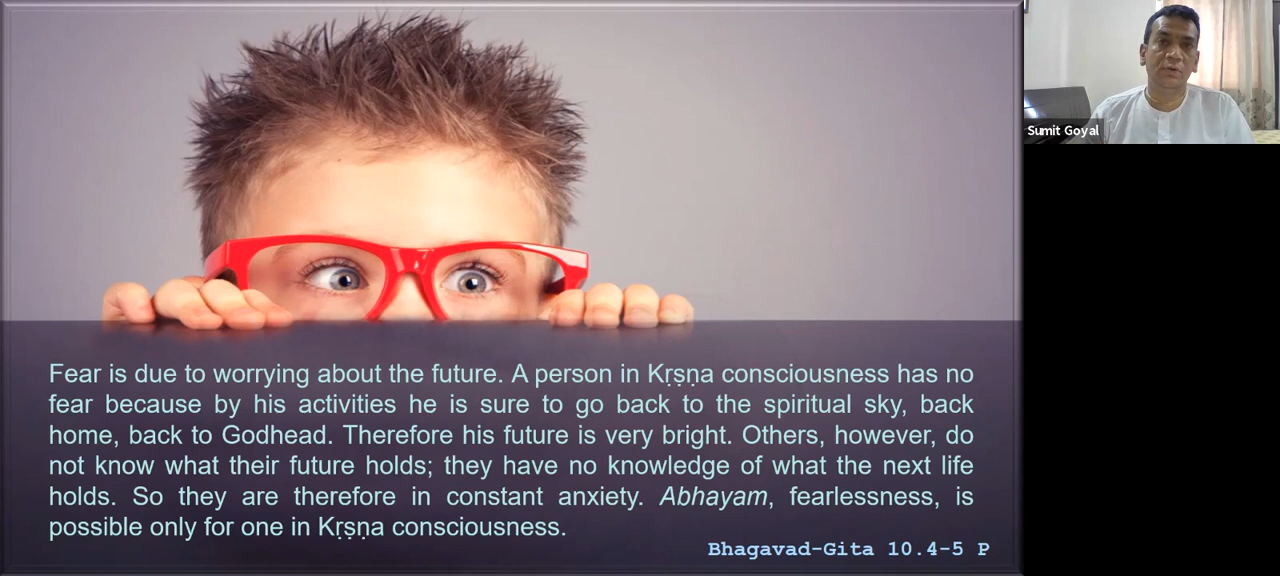 Fear is due to worrying about the future. A person in Kṛṣṇa consciousness has no
fear because by his activities he is sure to go back to the spiritual sky, back
home, back to Godhead. Therefore his future is very bright. Others, however, do
not know what their future holds; they have no knowledge of what the next life
holds. So they are therefore in constant anxiety. Abhayam, fearlessness, is
possible only for one in Kṛṣṇa consciousness.
Bhagavad-Gita 10.4-5 P
Sumit Goyal